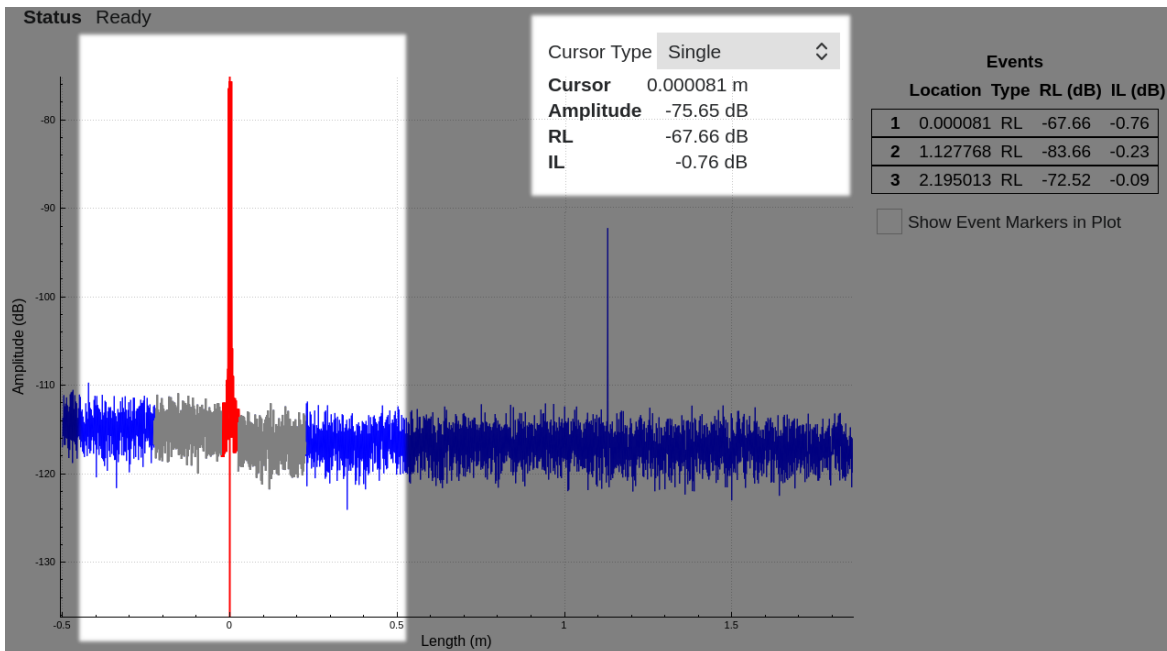 Status Ready
Cursor Type Single
Cursor 0.000081 m
Amplitude -75.65 dB
RL -67.66 dB
IL -0.76 dB
Events
Location Type RL (dB) IL (dB)
1 0.000081 RL -67.66 -0.76
2 1.127768 RL -83.66 -0.23
3 2.195013 RL -72.52 -0.09
Show Event Markers in Plot
Amplitude (dB)
-80
-90
-100
-110
-120
-130
-0.5 0 0.5 1 1.5
Length (m)